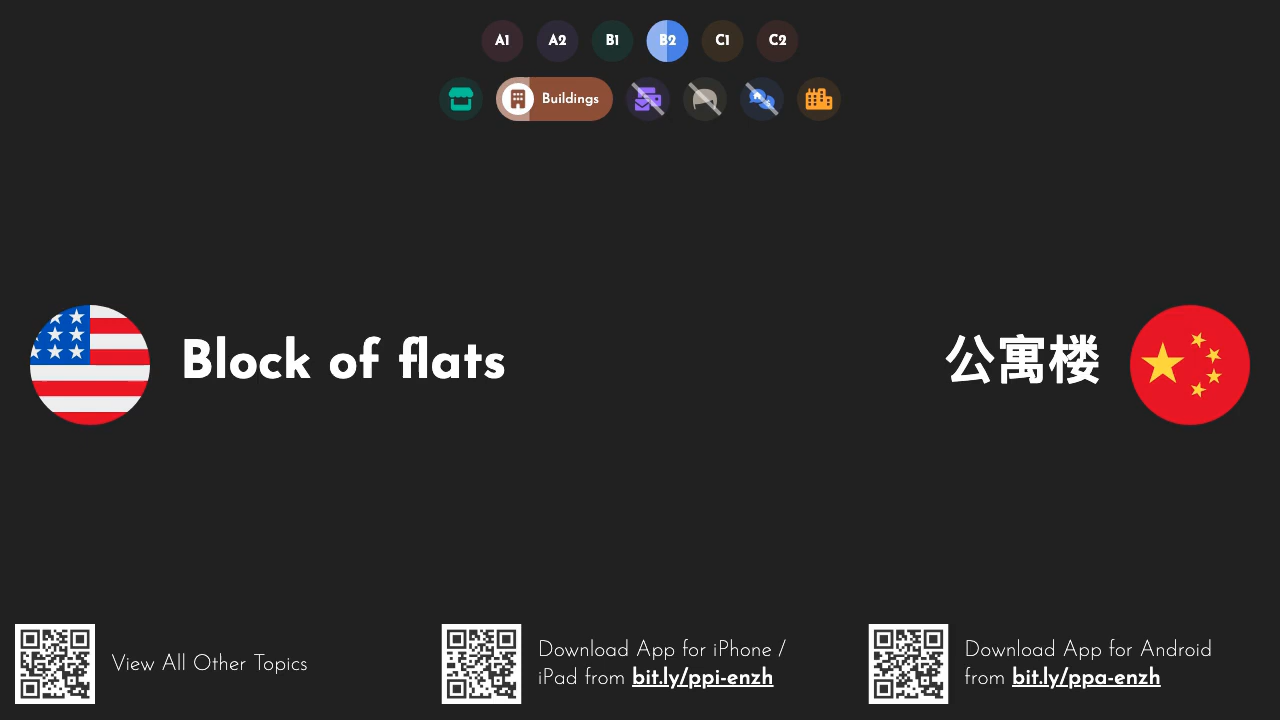 A1 A2 B1 B2 C1 C2
Buildings
Block of flats
公寓楼
View All Other Topics
Download App for iPhone /
iPad from bit.ly/ppi-enzh
Download App for Android
from bit.ly/ppa-enzh